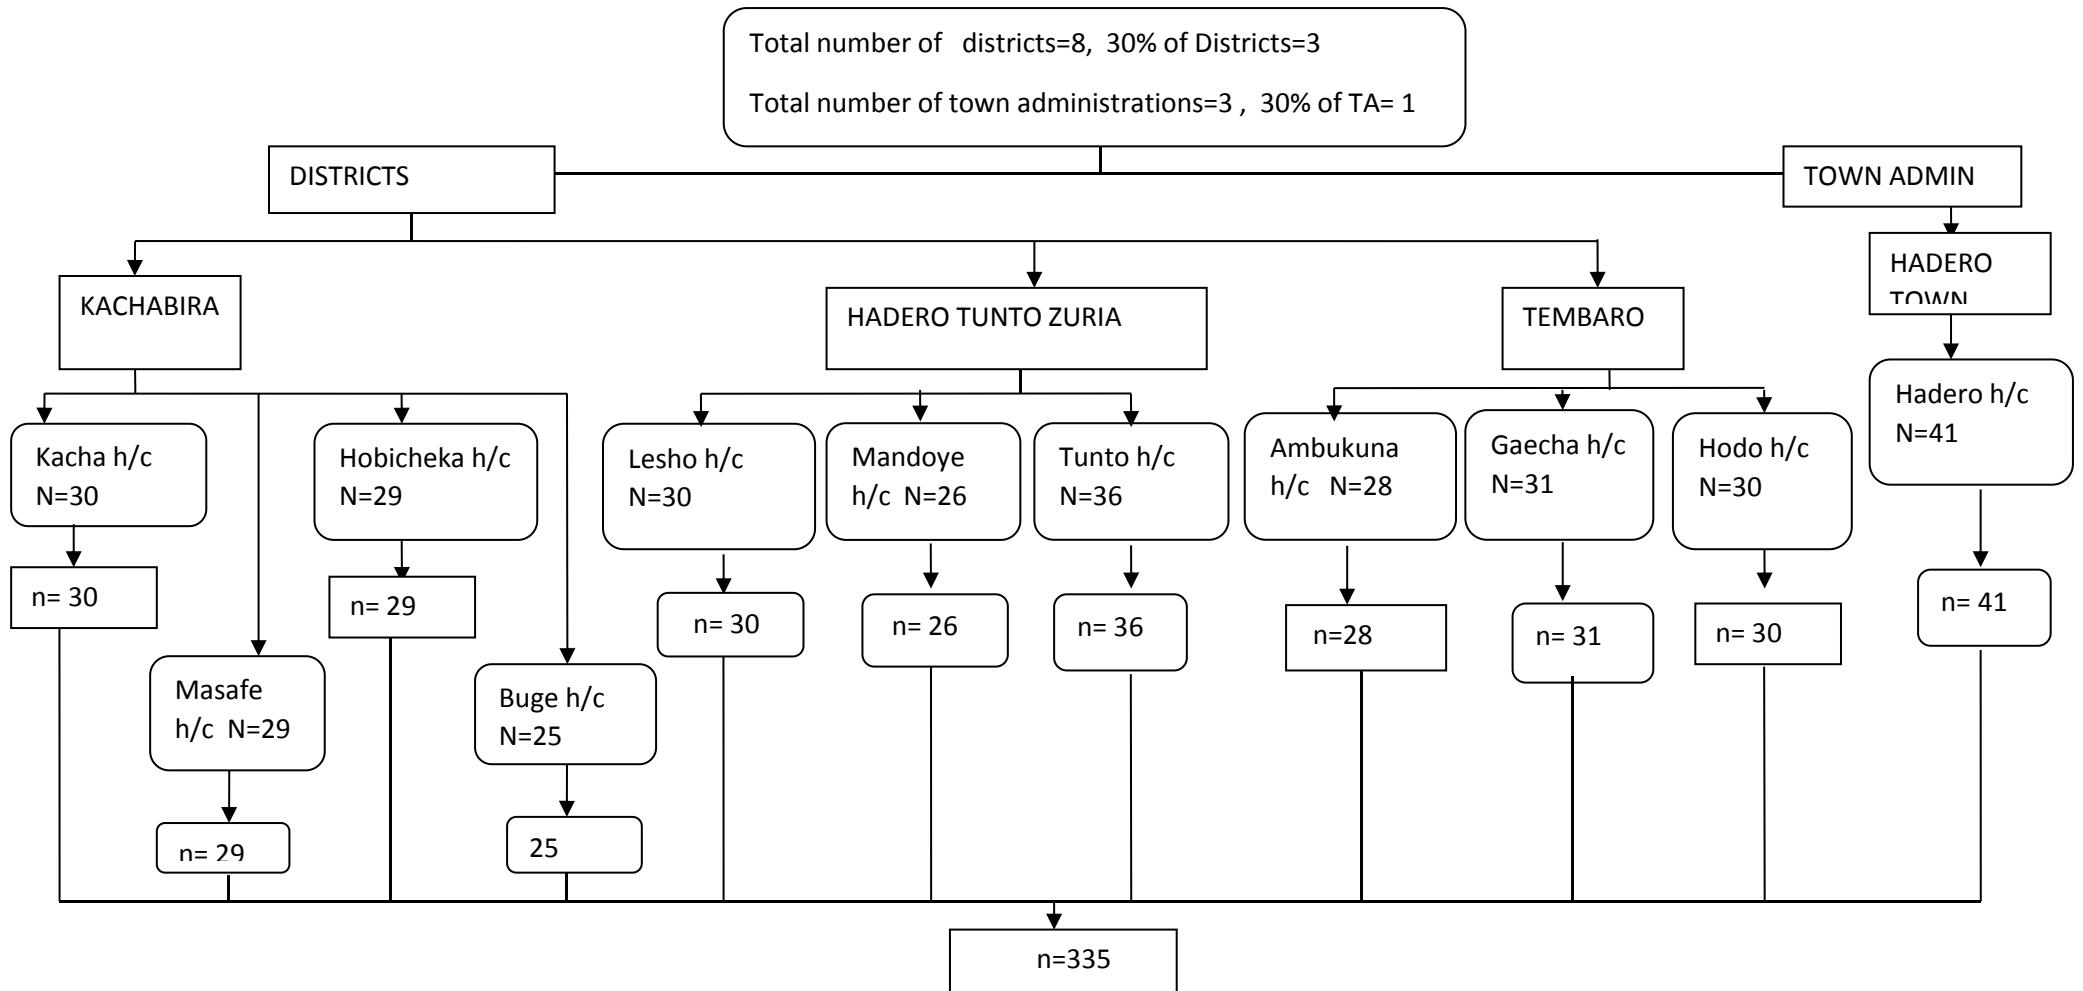 Total number of districts=8, 30% of Districts=3
Total number of town administrations=3 , 30% of TA= 1
DISTRICTS
TOWN ADMIN
KACHABIRA
HADERO TUNTO ZURIA
TEMBARO
HADERO
TOWN
Kacha h/c
N=30
Hobicheka h/c
N=29
Lesho h/c
N=30
Mandoye
h/c N=26
Tunto h/c
N=36
Ambukuna
h/c N=28
Gaecha h/c
N=31
Hodo h/c
N=30
Hadero h/c
N=41
n= 30
n= 29
n= 30
n= 26
n= 36
n=28
n= 31
n= 30
n= 41
Masafe
h/c N=29
Buge h/c
N=25
n= 29
25
n=335